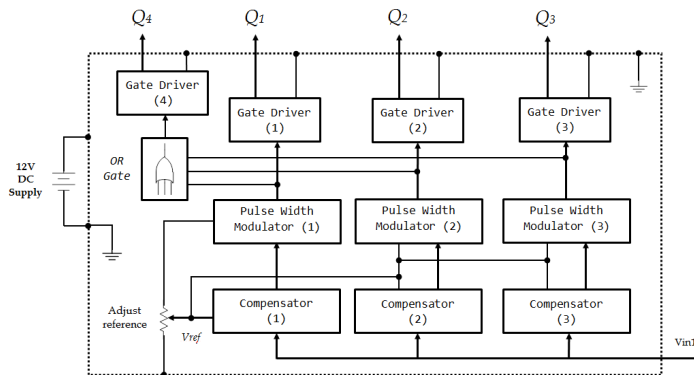 Q4 Q1 Q2 Q3
Gate Driver
(4)
Gate Driver
(1)
Gate Driver
(2)
Gate Driver
(3)
12V
DC
Supply
OR
Gate
Pulse Width
Modulator (1)
Pulse Width
Modulator (2)
Pulse Width
Modulator (3)
Adjust
reference
Vref
Compensator
(1)
Compensator
(2)
Compensator
(3)
Vin1